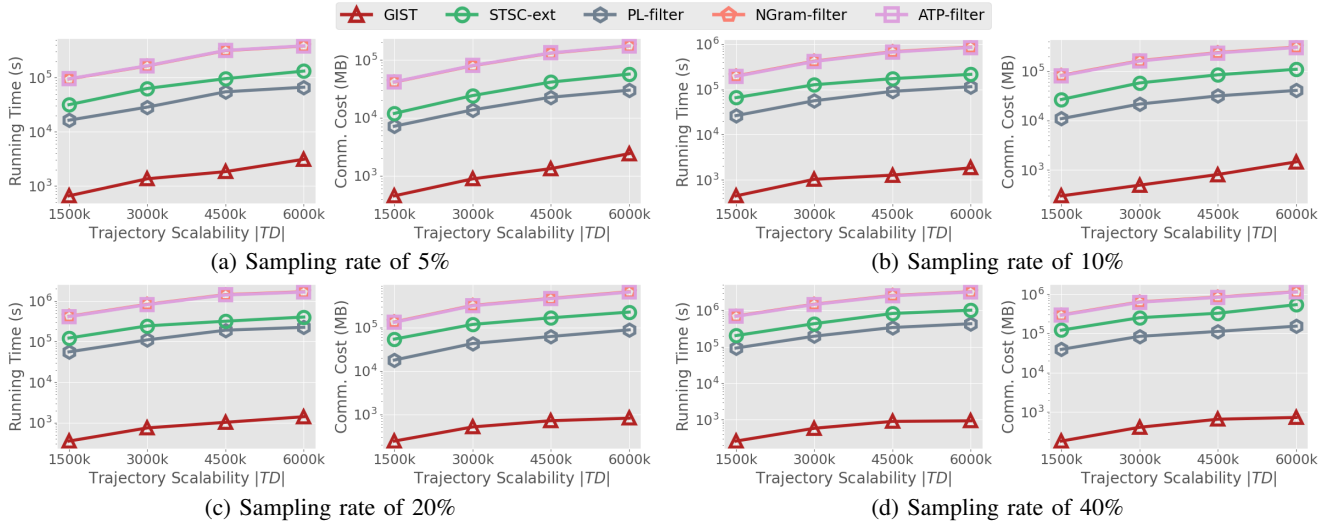 GIST STSC-ext PL-filter NGram-filter ATP-filter
Running Time (s)
10^5
10^4
10^3
1500k 3000k 4500k 6000k
Trajectory Scalability |TD|
Comm. Cost (MB)
10^5
10^4
10^3
1500k 3000k 4500k 6000k
Trajectory Scalability |TD|
(a) Sampling rate of 5%
Running Time (s)
10^6
10^5
10^4
10^3
1500k 3000k 4500k 6000k
Trajectory Scalability |TD|
Comm. Cost (MB)
10^5
10^4
10^3
1500k 3000k 4500k 6000k
Trajectory Scalability |TD|
(b) Sampling rate of 10%
Running Time (s)
10^6
10^5
10^4
10^3
1500k 3000k 4500k 6000k
Trajectory Scalability |TD|
Comm. Cost (MB)
10^5
10^4
10^3
1500k 3000k 4500k 6000k
Trajectory Scalability |TD|
(c) Sampling rate of 20%
Running Time (s)
10^6
10^5
10^4
10^3
1500k 3000k 4500k 6000k
Trajectory Scalability |TD|
Comm. Cost (MB)
10^6
10^5
10^4
10^3
1500k 3000k 4500k 6000k
Trajectory Scalability |TD|
(d) Sampling rate of 40%